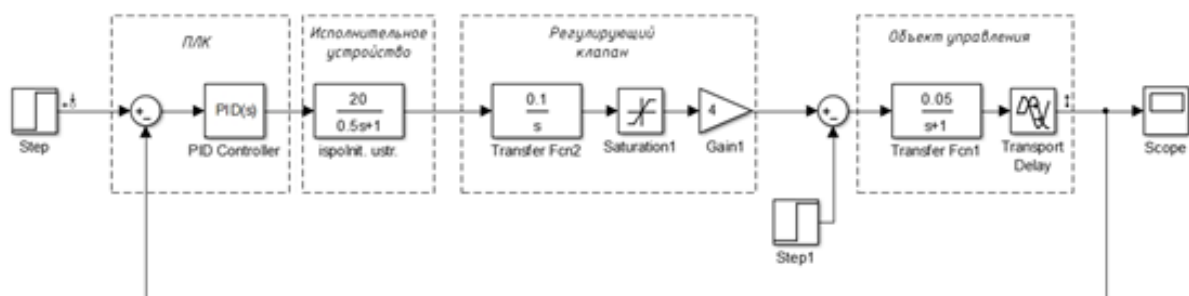 ПЛК
Исполнительное
устройство
Регулирующий
клапан
Объект управления
Step
PID(s)
PID Controller
20
0.5s+1
ispolnit. ustr.
0.1
s
Transfer Fcn2
Saturation1
4
Gain1
Step1
0.05
s+1
Transfer Fcn1
Transport
Delay
Scope